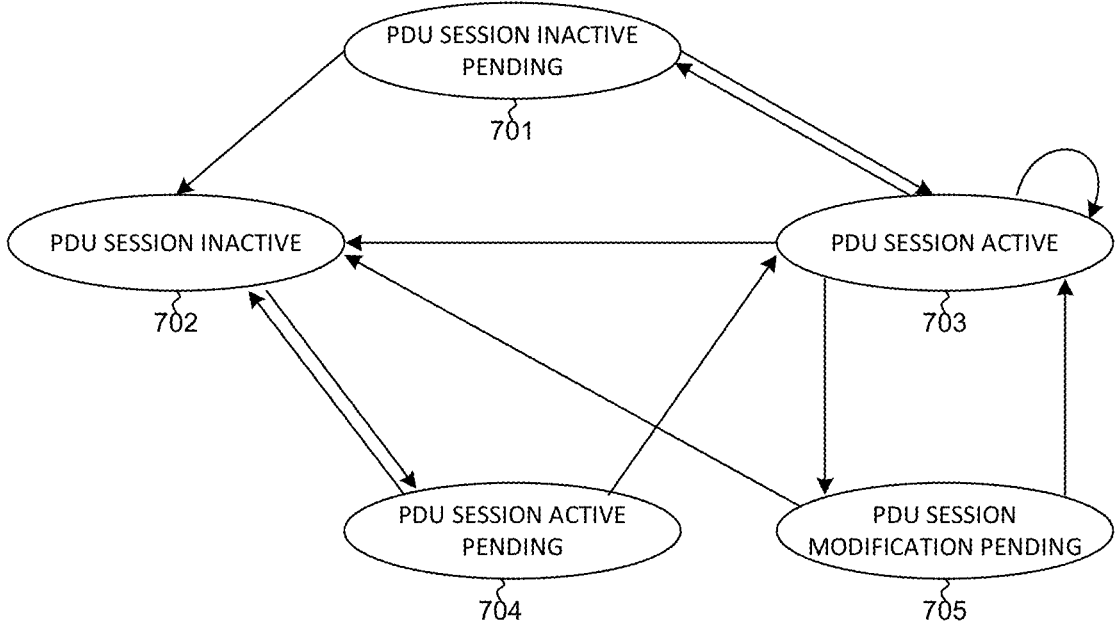 PDU SESSION INACTIVE
PENDING
701
PDU SESSION INACTIVE
702
PDU SESSION ACTIVE
703
PDU SESSION ACTIVE
PENDING
704
PDU SESSION
MODIFICATION PENDING
705